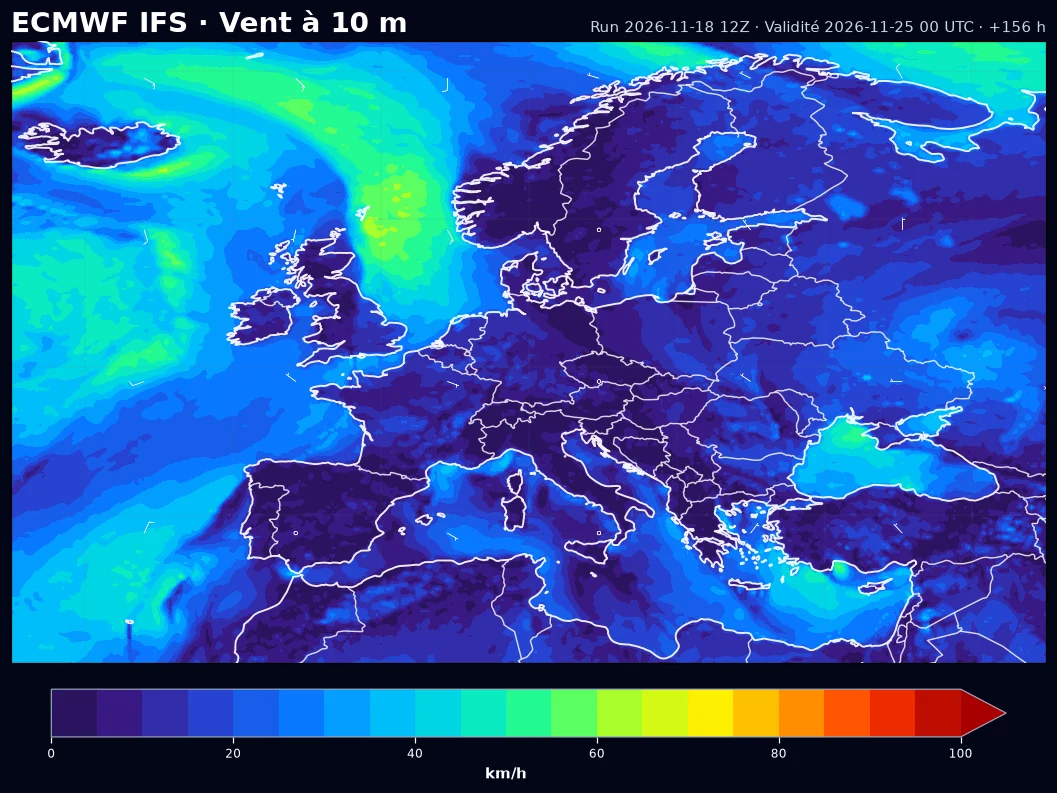 ECMWF IFS · Vent à 10 m
Run 2026-11-18 12Z · Validité 2026-11-25 00 UTC · +156 h
0 20 40 60 80 100
km/h